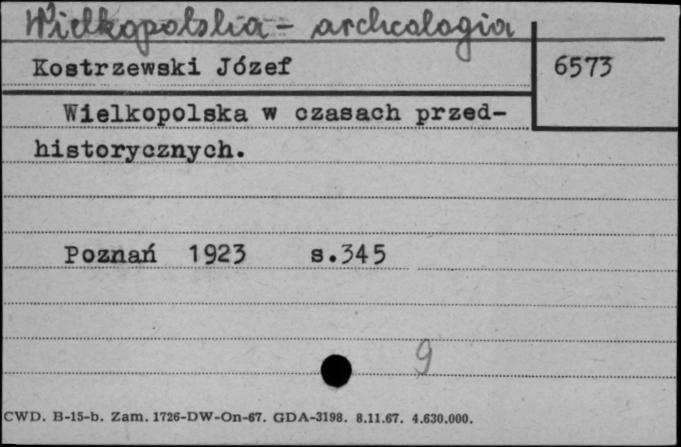 Wielkopolska - archeologia
Kostrzewski Józef
6573
Wielkopolska w czasach przed-
historycznych.
Poznań 1923 s.345
9
CWD. B-15-b. Zam. 1726-DW-On-67. GDA-3198. 8.11.67. 4.630.000.